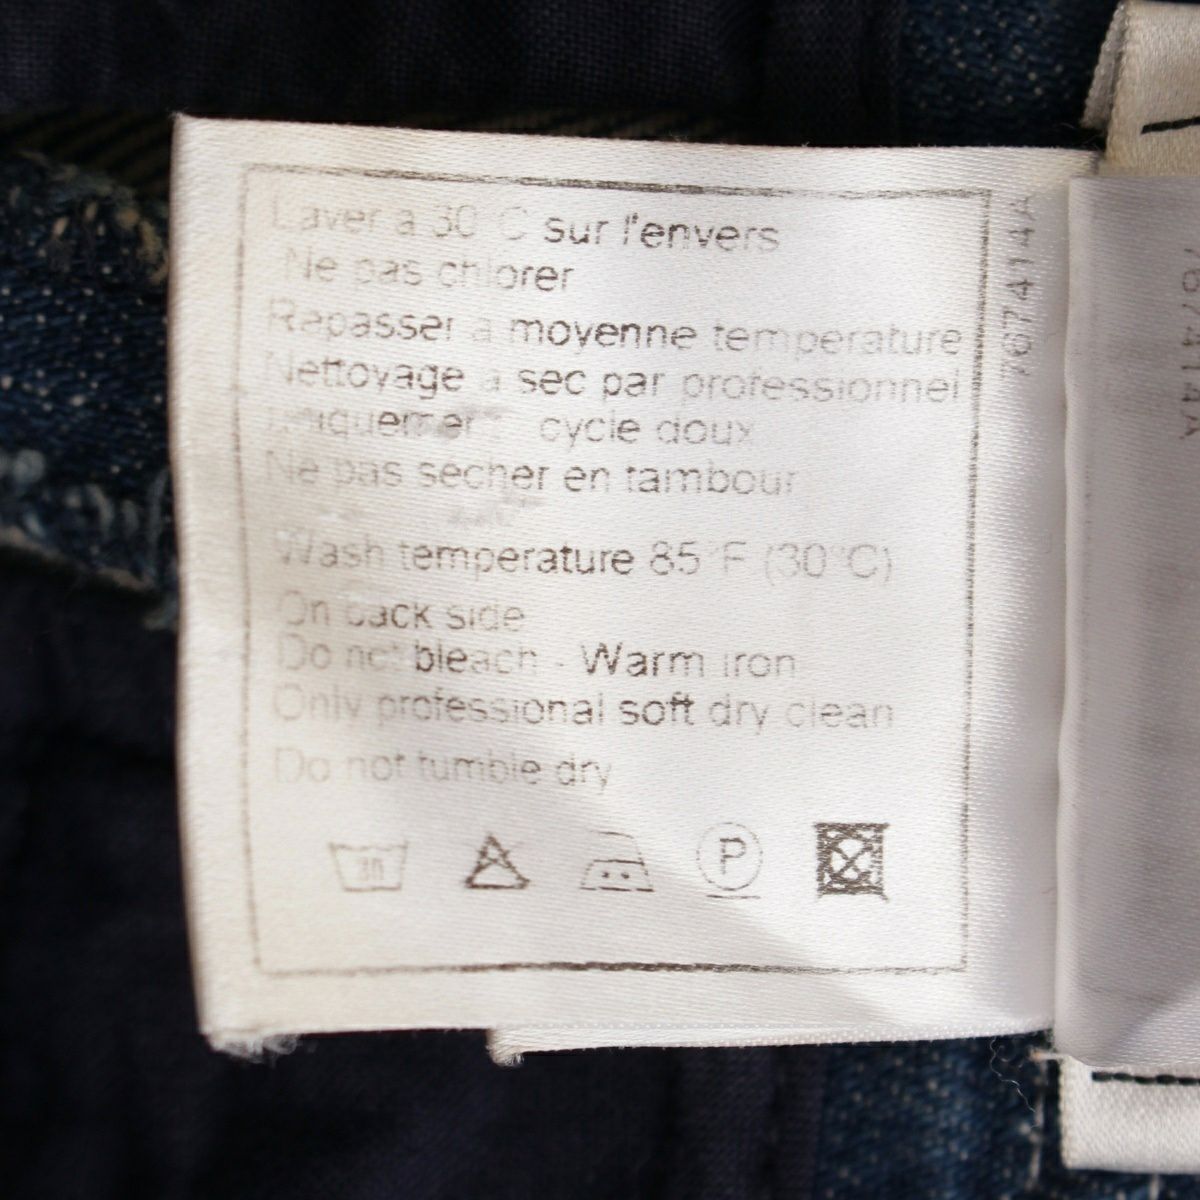 Laver à 30°C sur l'envers
Ne pas chlorer
Repasser à moyenne temperature
Nettoyage à sec par professionnel
Uniquement cycle doux
Ne pas sécher en tambour
Wash temperature 85°F (30°C)
On back side
Do not bleach - Warm iron
Only professional soft dry clean
Do not tumble dry
30
P
767414A
767414A